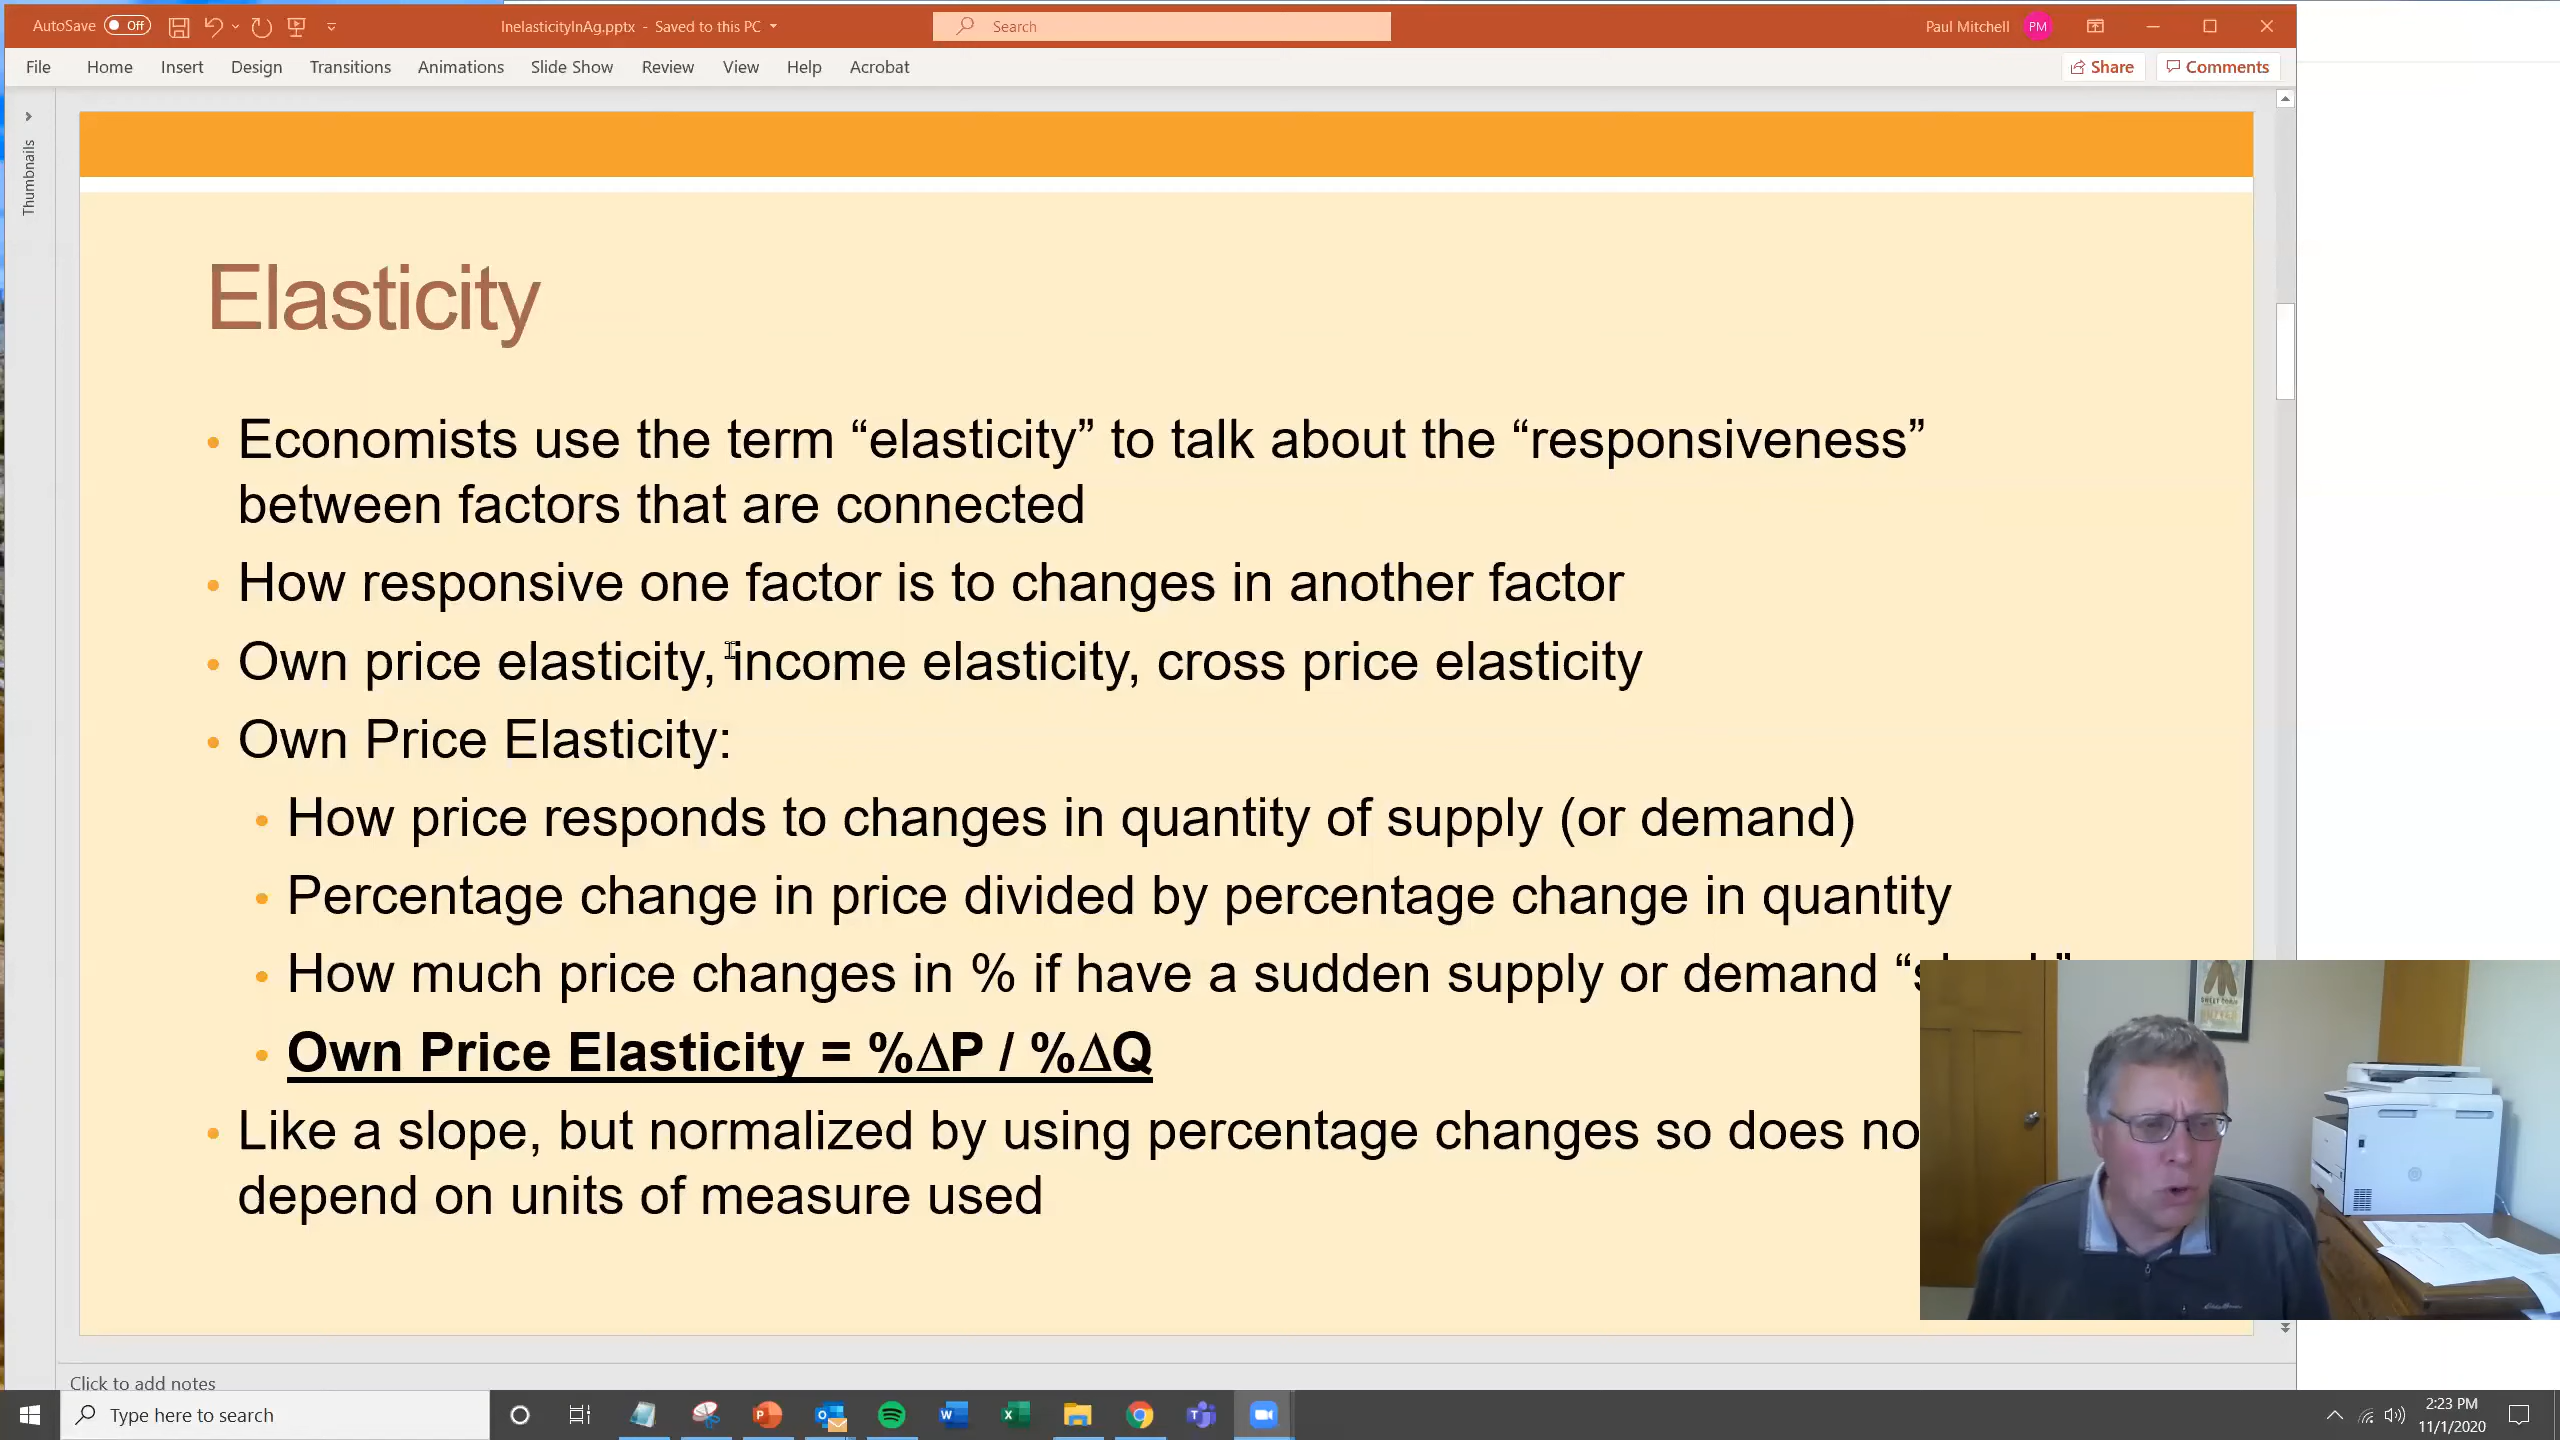 AutoSave Off
InelasticityInAg.pptx - Saved to this PC
Search
Paul Mitchell PM
File Home Insert Design Transitions Animations Slide Show Review View Help Acrobat
Share Comments
Thumbnails
Elasticity
• Economists use the term “elasticity” to talk about the “responsiveness”
between factors that are connected
• How responsive one factor is to changes in another factor
• Own price elasticity, income elasticity, cross price elasticity
• Own Price Elasticity:
• How price responds to changes in quantity of supply (or demand)
• Percentage change in price divided by percentage change in quantity
• How much price changes in % if have a sudden supply or demand
• Own Price Elasticity = %∆P / %∆Q
• Like a slope, but normalized by using percentage changes so does no
depend on units of measure used
Click to add notes
Type here to search
2:23 PM
11/1/2020